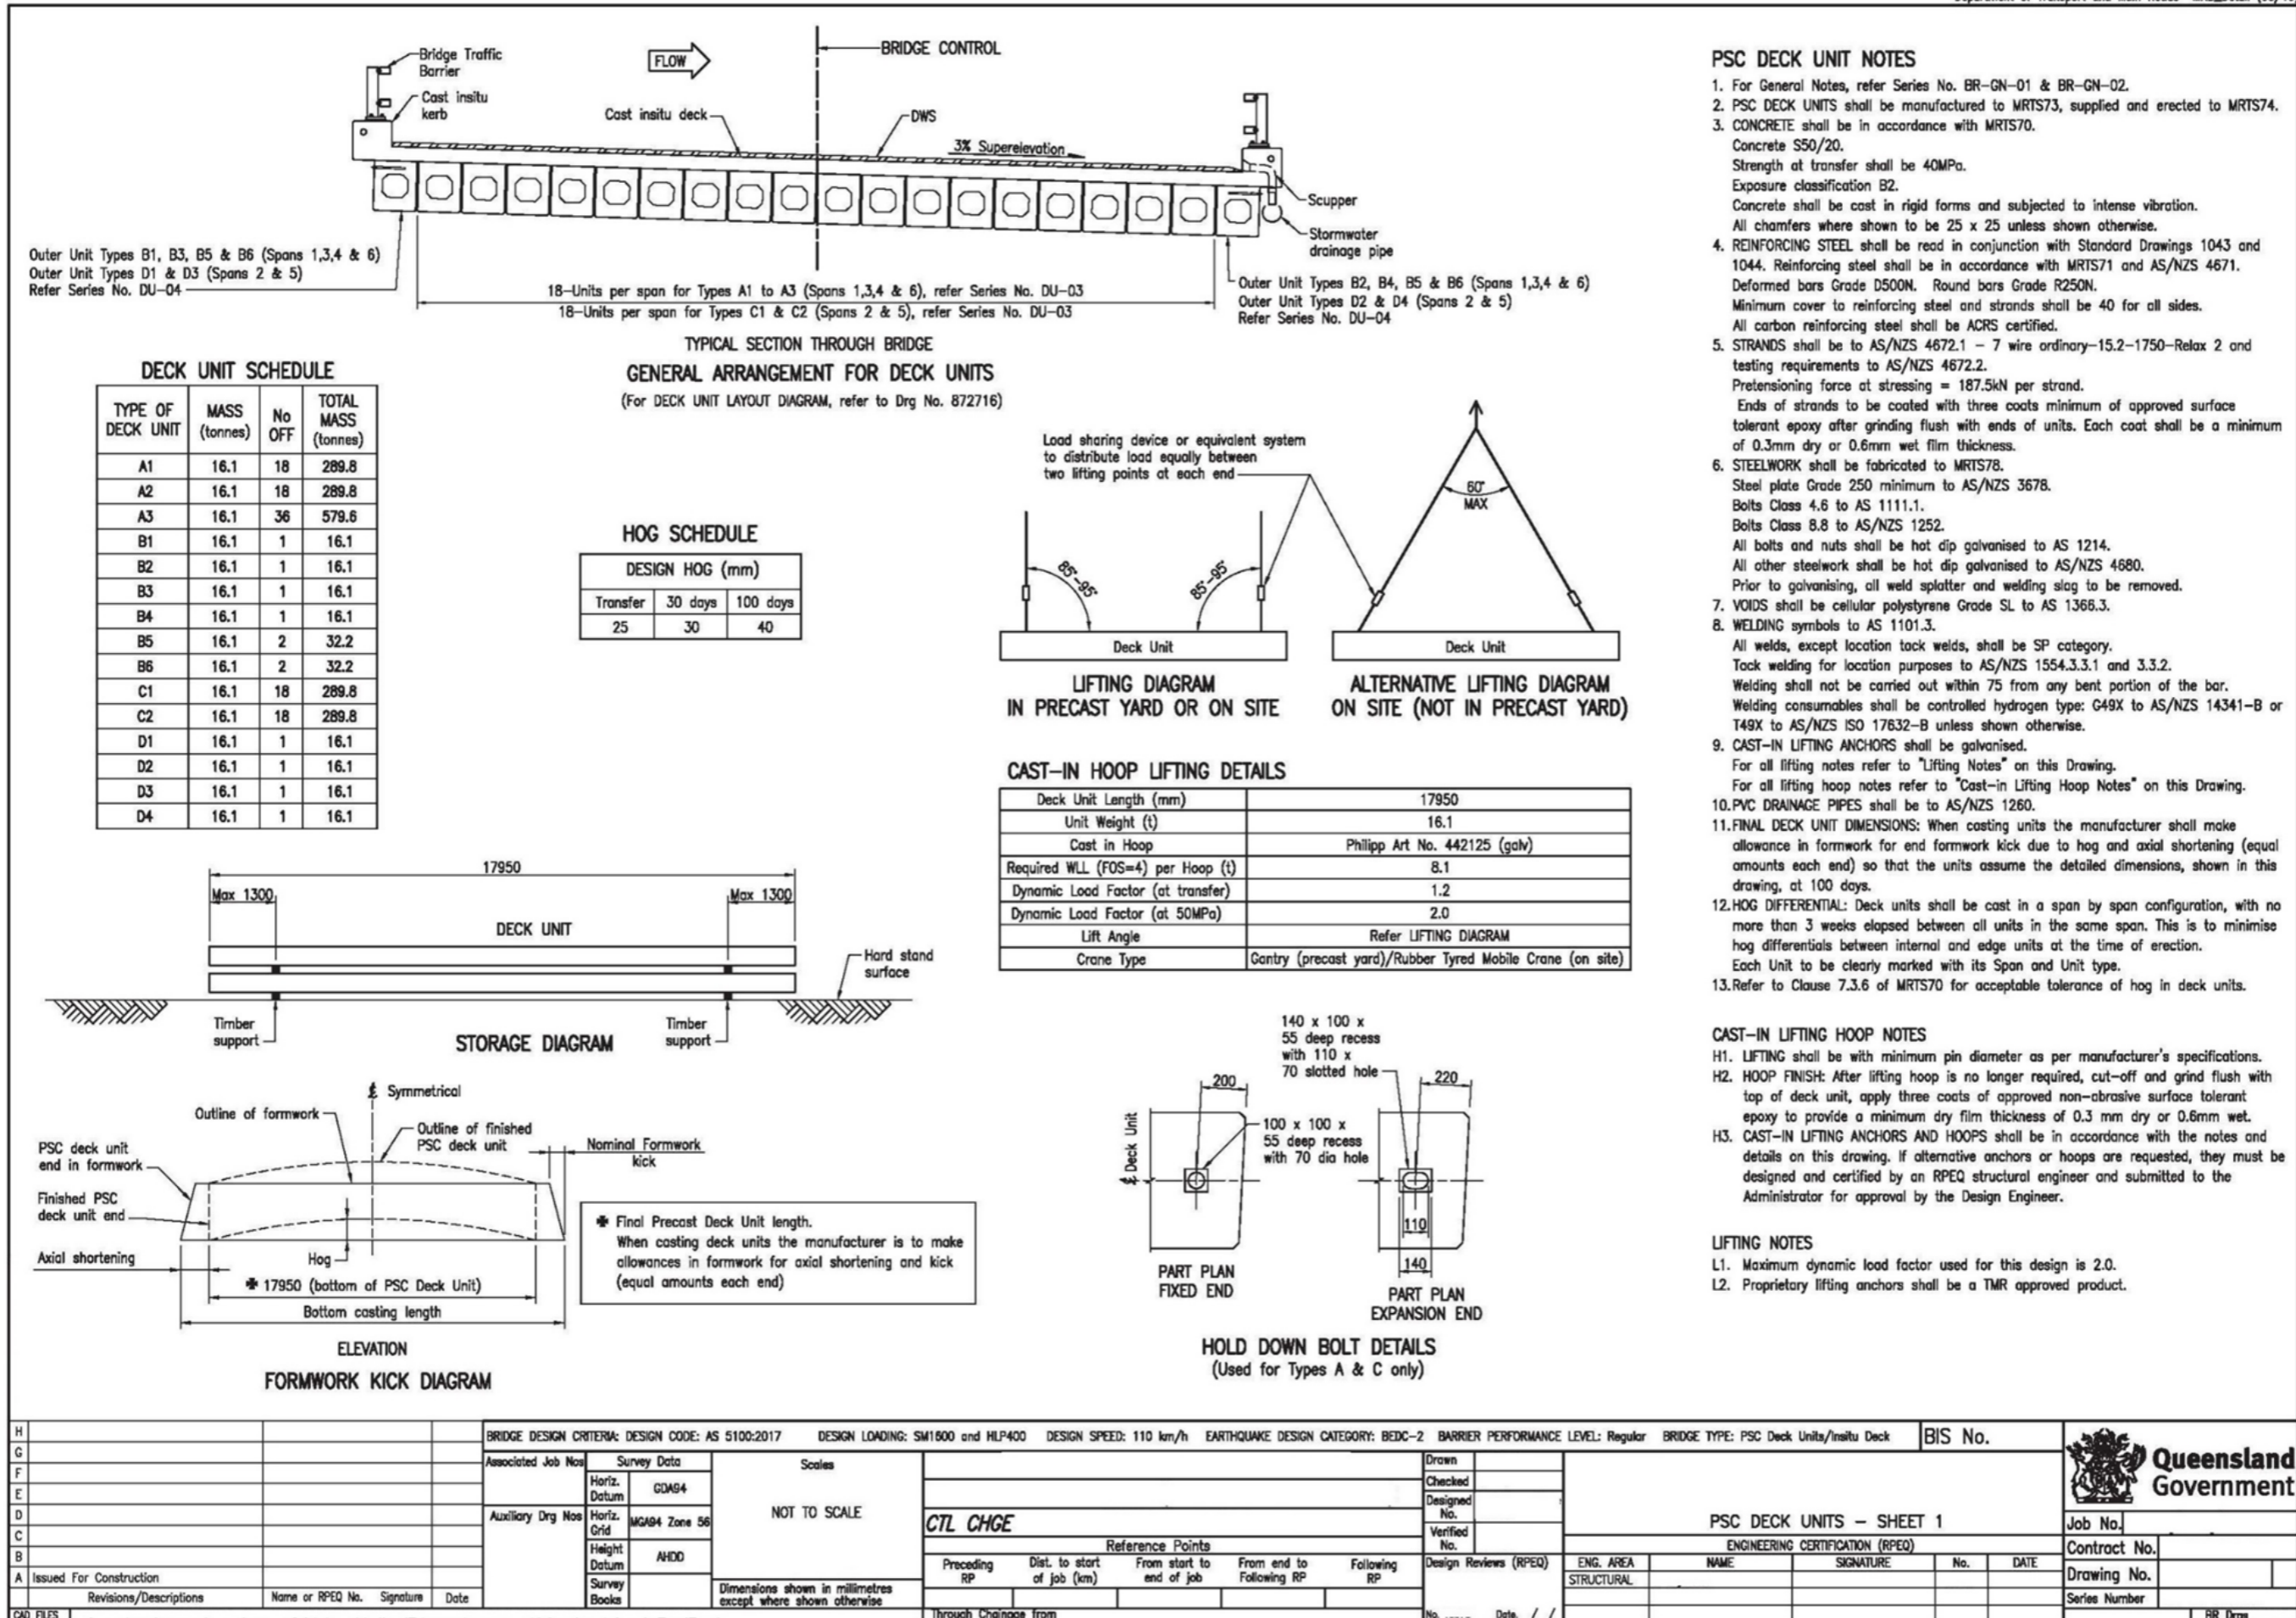 Bridge Traffic
Barrier
Cast insitu
kerb
FLOW
BRIDGE CONTROL
Cast insitu deck
DWS
3% Superelevation
Scupper
Stormwater
drainage pipe
Outer Unit Types B1, B3, B5 & B6 (Spans 1,3,4 & 6)
Outer Unit Types D1 & D3 (Spans 2 & 5)
Refer Series No. DU-04
18-Units per span for Types A1 to A3 (Spans 1,3,4 & 6), refer Series No. DU-03
18-Units per span for Types C1 & C2 (Spans 2 & 5), refer Series No. DU-03
Outer Unit Types B2, B4, B5 & B6 (Spans 1,3,4 & 6)
Outer Unit Types D2 & D4 (Spans 2 & 5)
Refer Series No. DU-04
TYPICAL SECTION THROUGH BRIDGE
GENERAL ARRANGEMENT FOR DECK UNITS
(For DECK UNIT LAYOUT DIAGRAM, refer to Drg No. 872716)
DECK UNIT SCHEDULE
TYPE OF DECK UNIT MASS (tonnes) No OFF TOTAL MASS (tonnes)
A1 16.1 18 289.8
A2 16.1 18 289.8
A3 16.1 36 579.6
B1 16.1 1 16.1
B2 16.1 1 16.1
B3 16.1 1 16.1
B4 16.1 1 16.1
B5 16.1 2 32.2
B6 16.1 2 32.2
C1 16.1 18 289.8
C2 16.1 18 289.8
D1 16.1 1 16.1
D2 16.1 1 16.1
D3 16.1 1 16.1
D4 16.1 1 16.1
HOG SCHEDULE
DESIGN HOG (mm)
Transfer 30 days 100 days
25 30 40
Load sharing device or equivalent system
to distribute load equally between
two lifting points at each end
85°-95°
85°-95°
Deck Unit
LIFTING DIAGRAM
IN PRECAST YARD OR ON SITE
60°
MAX
Deck Unit
ALTERNATIVE LIFTING DIAGRAM
ON SITE (NOT IN PRECAST YARD)
CAST-IN HOOP LIFTING DETAILS
Deck Unit Length (mm) 17950
Unit Weight (t) 16.1
Cast in Hoop Philipp Art No. 442125 (galv)
Required WLL (FOS=4) per Hoop (t) 8.1
Dynamic Load Factor (at transfer) 1.2
Dynamic Load Factor (at 50MPa) 2.0
Lift Angle Refer LIFTING DIAGRAM
Crane Type Gantry (precast yard)/Rubber Tyred Mobile Crane (on site)
17950
Max 1300
Max 1300
DECK UNIT
Hard stand
surface
Timber
support
Timber
support
STORAGE DIAGRAM
℄ Symmetrical
Outline of formwork
Outline of finished
PSC deck unit
Nominal Formwork
kick
PSC deck unit
end in formwork
Finished PSC
deck unit end
Axial shortening
Hog
✱ 17950 (bottom of PSC Deck Unit)
Bottom casting length
ELEVATION
FORMWORK KICK DIAGRAM
✱ Final Precast Deck Unit length.
When casting deck units the manufacturer is to make
allowances in formwork for axial shortening and kick
(equal amounts each end)
140 x 100 x
55 deep recess
with 110 x
70 slotted hole
200
220
100 x 100 x
55 deep recess
with 70 dia hole
℄ Deck Unit
110
140
PART PLAN
FIXED END
PART PLAN
EXPANSION END
HOLD DOWN BOLT DETAILS
(Used for Types A & C only)
PSC DECK UNIT NOTES
1. For General Notes, refer Series No. BR-GN-01 & BR-GN-02.
2. PSC DECK UNITS shall be manufactured to MRTS73, supplied and erected to MRTS74.
3. CONCRETE shall be in accordance with MRTS70.
Concrete S50/20.
Strength at transfer shall be 40MPa.
Exposure classification B2.
Concrete shall be cast in rigid forms and subjected to intense vibration.
All chamfers where shown to be 25 x 25 unless shown otherwise.
4. REINFORCING STEEL shall be read in conjunction with Standard Drawings 1043 and
1044. Reinforcing steel shall be in accordance with MRTS71 and AS/NZS 4671.
Deformed bars Grade D500N. Round bars Grade R250N.
Minimum cover to reinforcing steel and strands shall be 40 for all sides.
All carbon reinforcing steel shall be ACRS certified.
5. STRANDS shall be to AS/NZS 4672.1 - 7 wire ordinary-15.2-1750-Relax 2 and
testing requirements to AS/NZS 4672.2.
Pretensioning force at stressing = 187.5kN per strand.
Ends of strands to be coated with three coats minimum of approved surface
tolerant epoxy after grinding flush with ends of units. Each coat shall be a minimum
of 0.3mm dry or 0.6mm wet film thickness.
6. STEELWORK shall be fabricated to MRTS78.
Steel plate Grade 250 minimum to AS/NZS 3678.
Bolts Class 4.6 to AS 1111.1.
Bolts Class 8.8 to AS/NZS 1252.
All bolts and nuts shall be hot dip galvanised to AS 1214.
All other steelwork shall be hot dip galvanised to AS/NZS 4680.
Prior to galvanising, all weld splatter and welding slag to be removed.
7. VOIDS shall be cellular polystyrene Grade SL to AS 1366.3.
8. WELDING symbols to AS 1101.3.
All welds, except location tack welds, shall be SP category.
Tack welding for location purposes to AS/NZS 1554.3.3.1 and 3.3.2.
Welding shall not be carried out within 75 from any bent portion of the bar.
Welding consumables shall be controlled hydrogen type: G49X to AS/NZS 14341-B or
T49X to AS/NZS ISO 17632-B unless shown otherwise.
9. CAST-IN LIFTING ANCHORS shall be galvanised.
For all lifting notes refer to "Lifting Notes" on this Drawing.
For all lifting hoop notes refer to "Cast-in Lifting Hoop Notes" on this Drawing.
10.PVC DRAINAGE PIPES shall be to AS/NZS 1260.
11.FINAL DECK UNIT DIMENSIONS: When casting units the manufacturer shall make
allowance in formwork for end formwork kick due to hog and axial shortening (equal
amounts each end) so that the units assume the detailed dimensions, shown in this
drawing, at 100 days.
12.HOG DIFFERENTIAL: Deck units shall be cast in a span by span configuration, with no
more than 3 weeks elapsed between all units in the same span. This is to minimise
hog differentials between internal and edge units at the time of erection.
Each Unit to be clearly marked with its Span and Unit type.
13.Refer to Clause 7.3.6 of MRTS70 for acceptable tolerance of hog in deck units.
CAST-IN LIFTING HOOP NOTES
H1. LIFTING shall be with minimum pin diameter as per manufacturer's specifications.
H2. HOOP FINISH: After lifting hoop is no longer required, cut-off and grind flush with
top of deck unit, apply three coats of approved non-abrasive surface tolerant
epoxy to provide a minimum dry film thickness of 0.3 mm dry or 0.6mm wet.
H3. CAST-IN LIFTING ANCHORS AND HOOPS shall be in accordance with the notes and
details on this drawing. If alternative anchors or hoops are requested, they must be
designed and certified by an RPEQ structural engineer and submitted to the
Administrator for approval by the Design Engineer.
LIFTING NOTES
L1. Maximum dynamic load factor used for this design is 2.0.
L2. Proprietary lifting anchors shall be a TMR approved product.
H
G
F
E
D
C
B
A Issued For Construction
Revisions/Descriptions Name or RPEQ No. Signature Date
CAD FILES
BRIDGE DESIGN CRITERIA: DESIGN CODE: AS 5100:2017 DESIGN LOADING: SM1600 and HLP400 DESIGN SPEED: 110 km/h EARTHQUAKE DESIGN CATEGORY: BEDC-2 BARRIER PERFORMANCE LEVEL: Regular BRIDGE TYPE: PSC Deck Units/Insitu Deck
BIS No.
Associated Job Nos
Auxiliary Drg Nos
Survey Data
Horiz. Datum GDA94
Horiz. Grid MGA94 Zone 56
Height Datum AHDD
Survey Books
Scales
NOT TO SCALE
Dimensions shown in millimetres
except where shown otherwise
CTL CHGE
Reference Points
Preceding RP Dist. to start of job (km) From start to end of job From end to Following RP Following RP
Through Chainage from
Drawn
Checked
Designed No.
Verified No.
Design Reviews (RPEQ)
No. Date / /
PSC DECK UNITS - SHEET 1
ENGINEERING CERTIFICATION (RPEQ)
ENG. AREA NAME SIGNATURE No. DATE
STRUCTURAL
Queensland
Government
Job No.
Contract No.
Drawing No.
Series Number